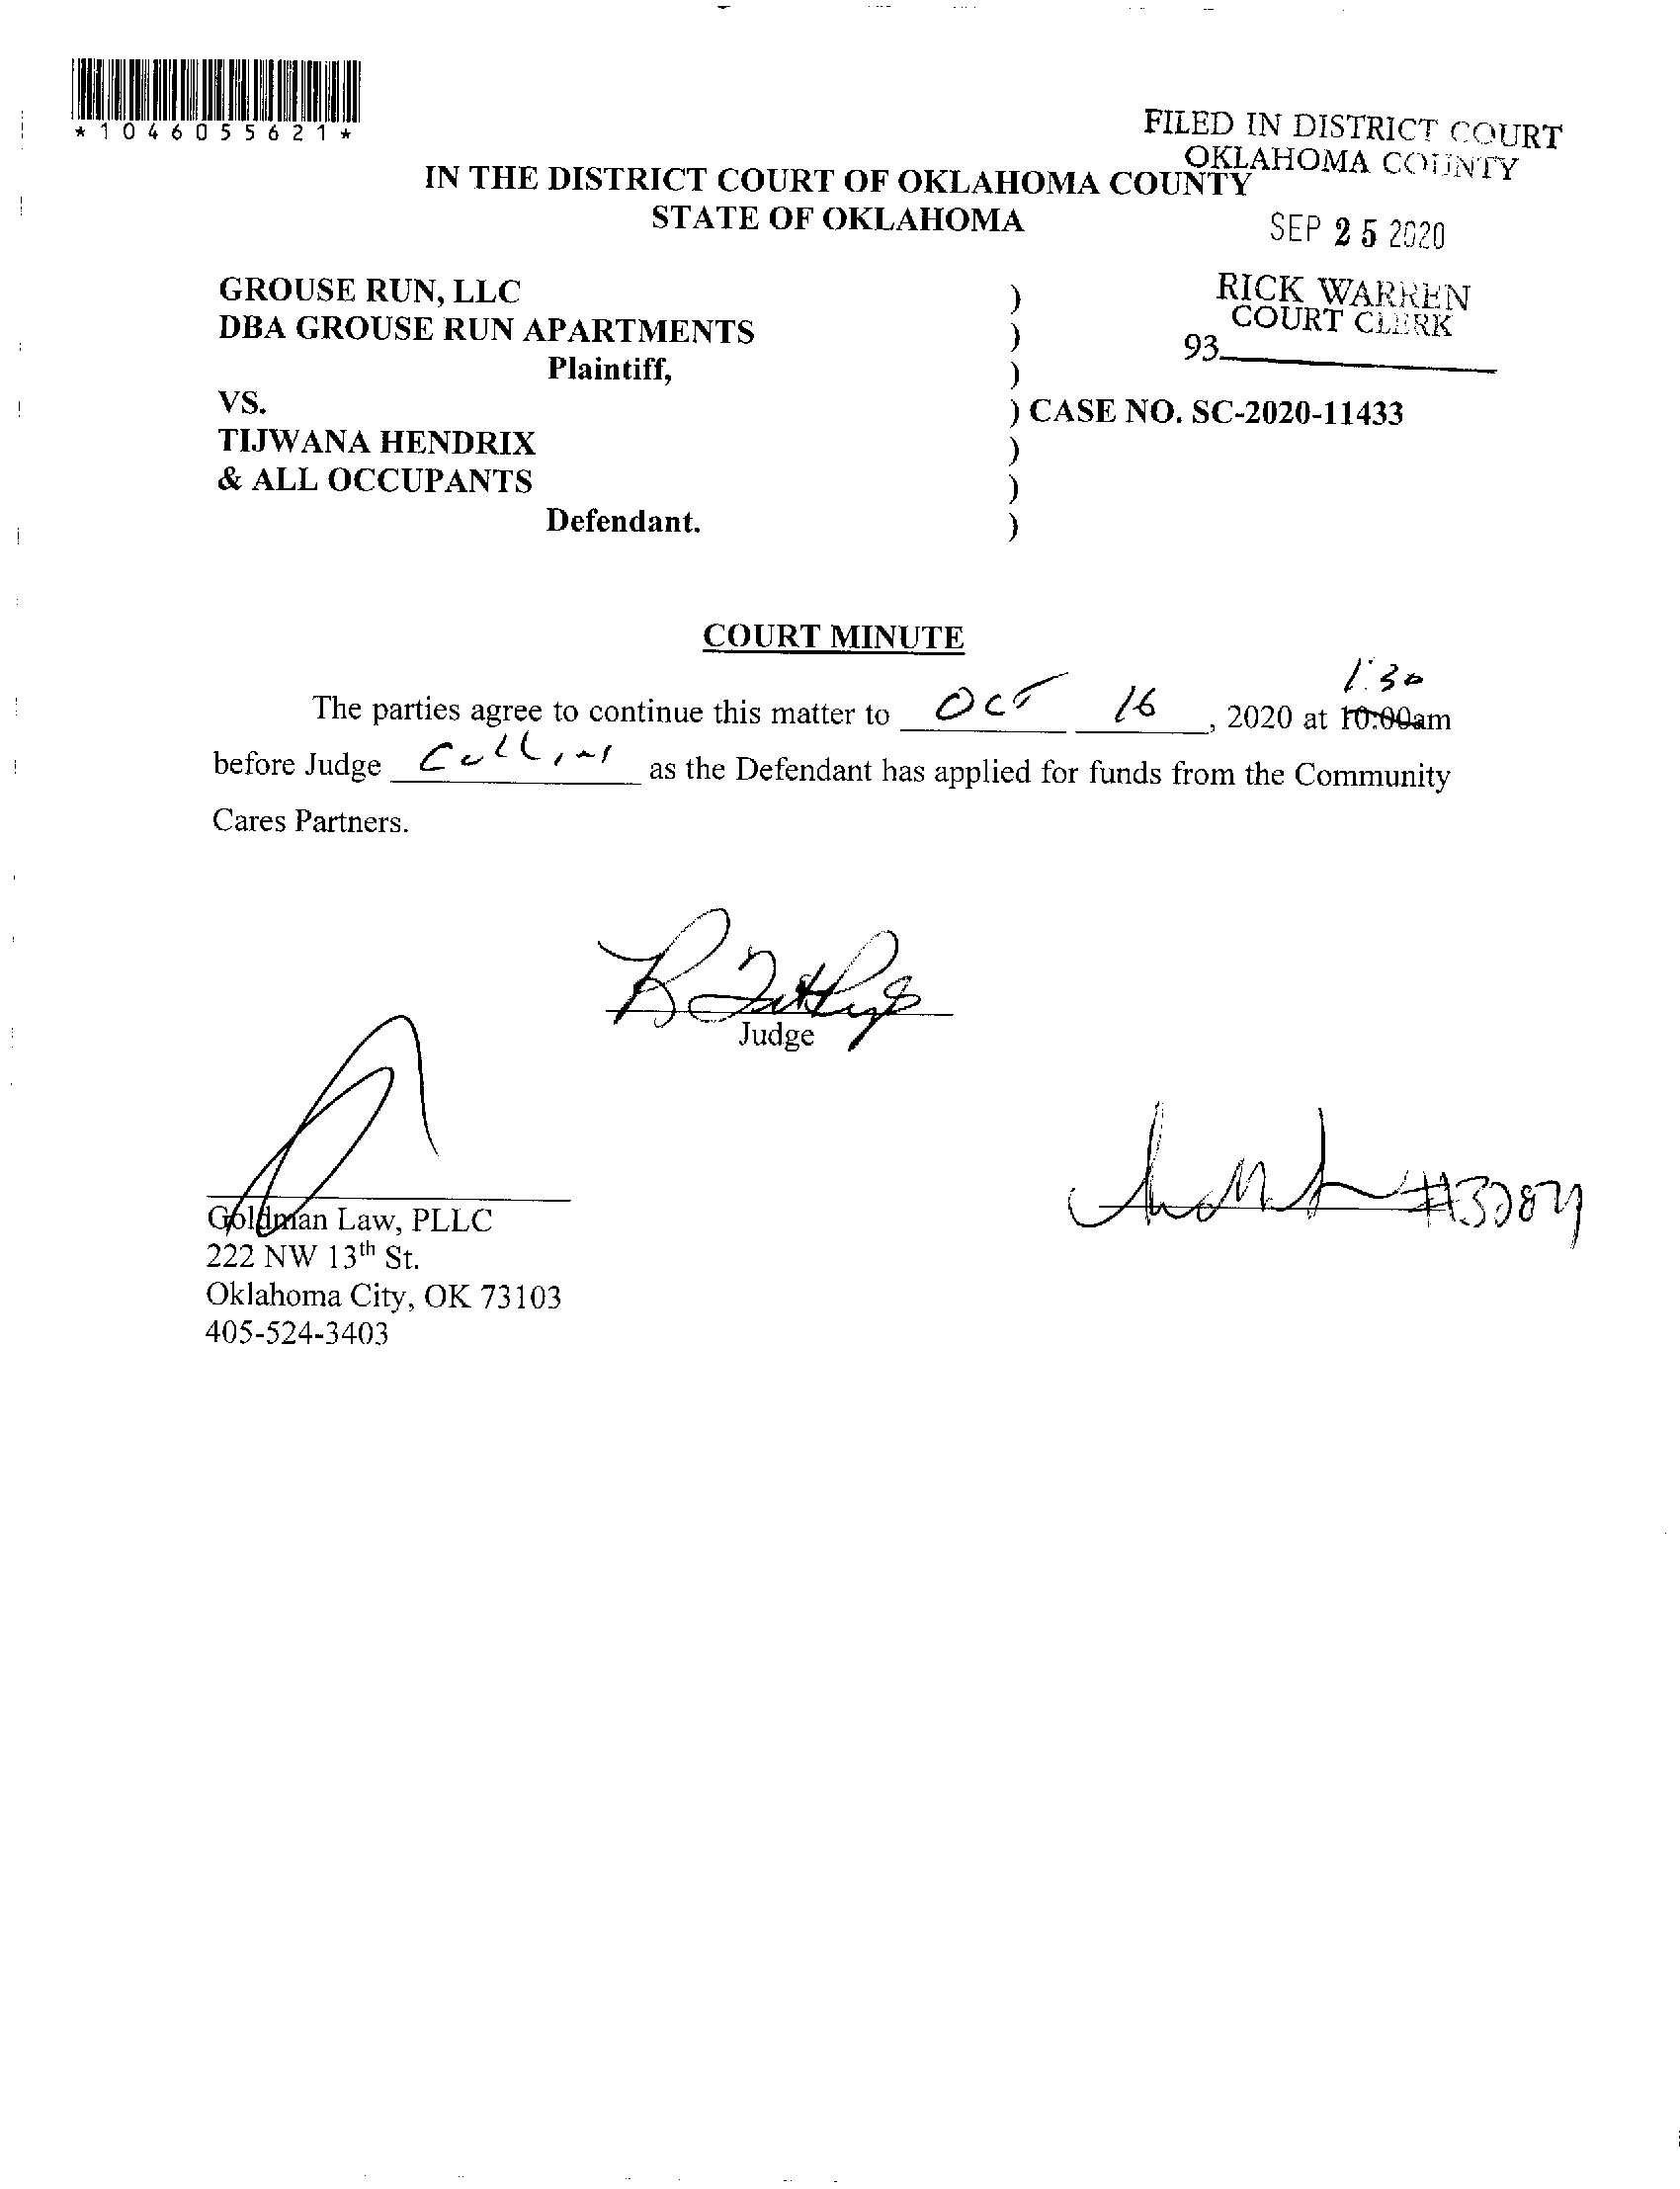 *1046055621*
FILED IN DISTRICT COURT
OKLAHOMA COUNTY
IN THE DISTRICT COURT OF OKLAHOMA COUNTY
STATE OF OKLAHOMA
SEP 25 2020
RICK WARREN
COURT CLERK
93
GROUSE RUN, LLC )
DBA GROUSE RUN APARTMENTS )
Plaintiff, )
VS. ) CASE NO. SC-2020-11433
TIJWANA HENDRIX )
& ALL OCCUPANTS )
Defendant. )
COURT MINUTE
1:30
The parties agree to continue this matter to OCT 16, 2020 at 10:00am
before Judge Collins as the Defendant has applied for funds from the Community
Cares Partners.
Judge
Goldman Law, PLLC
222 NW 13th St.
Oklahoma City, OK 73103
405-524-3403